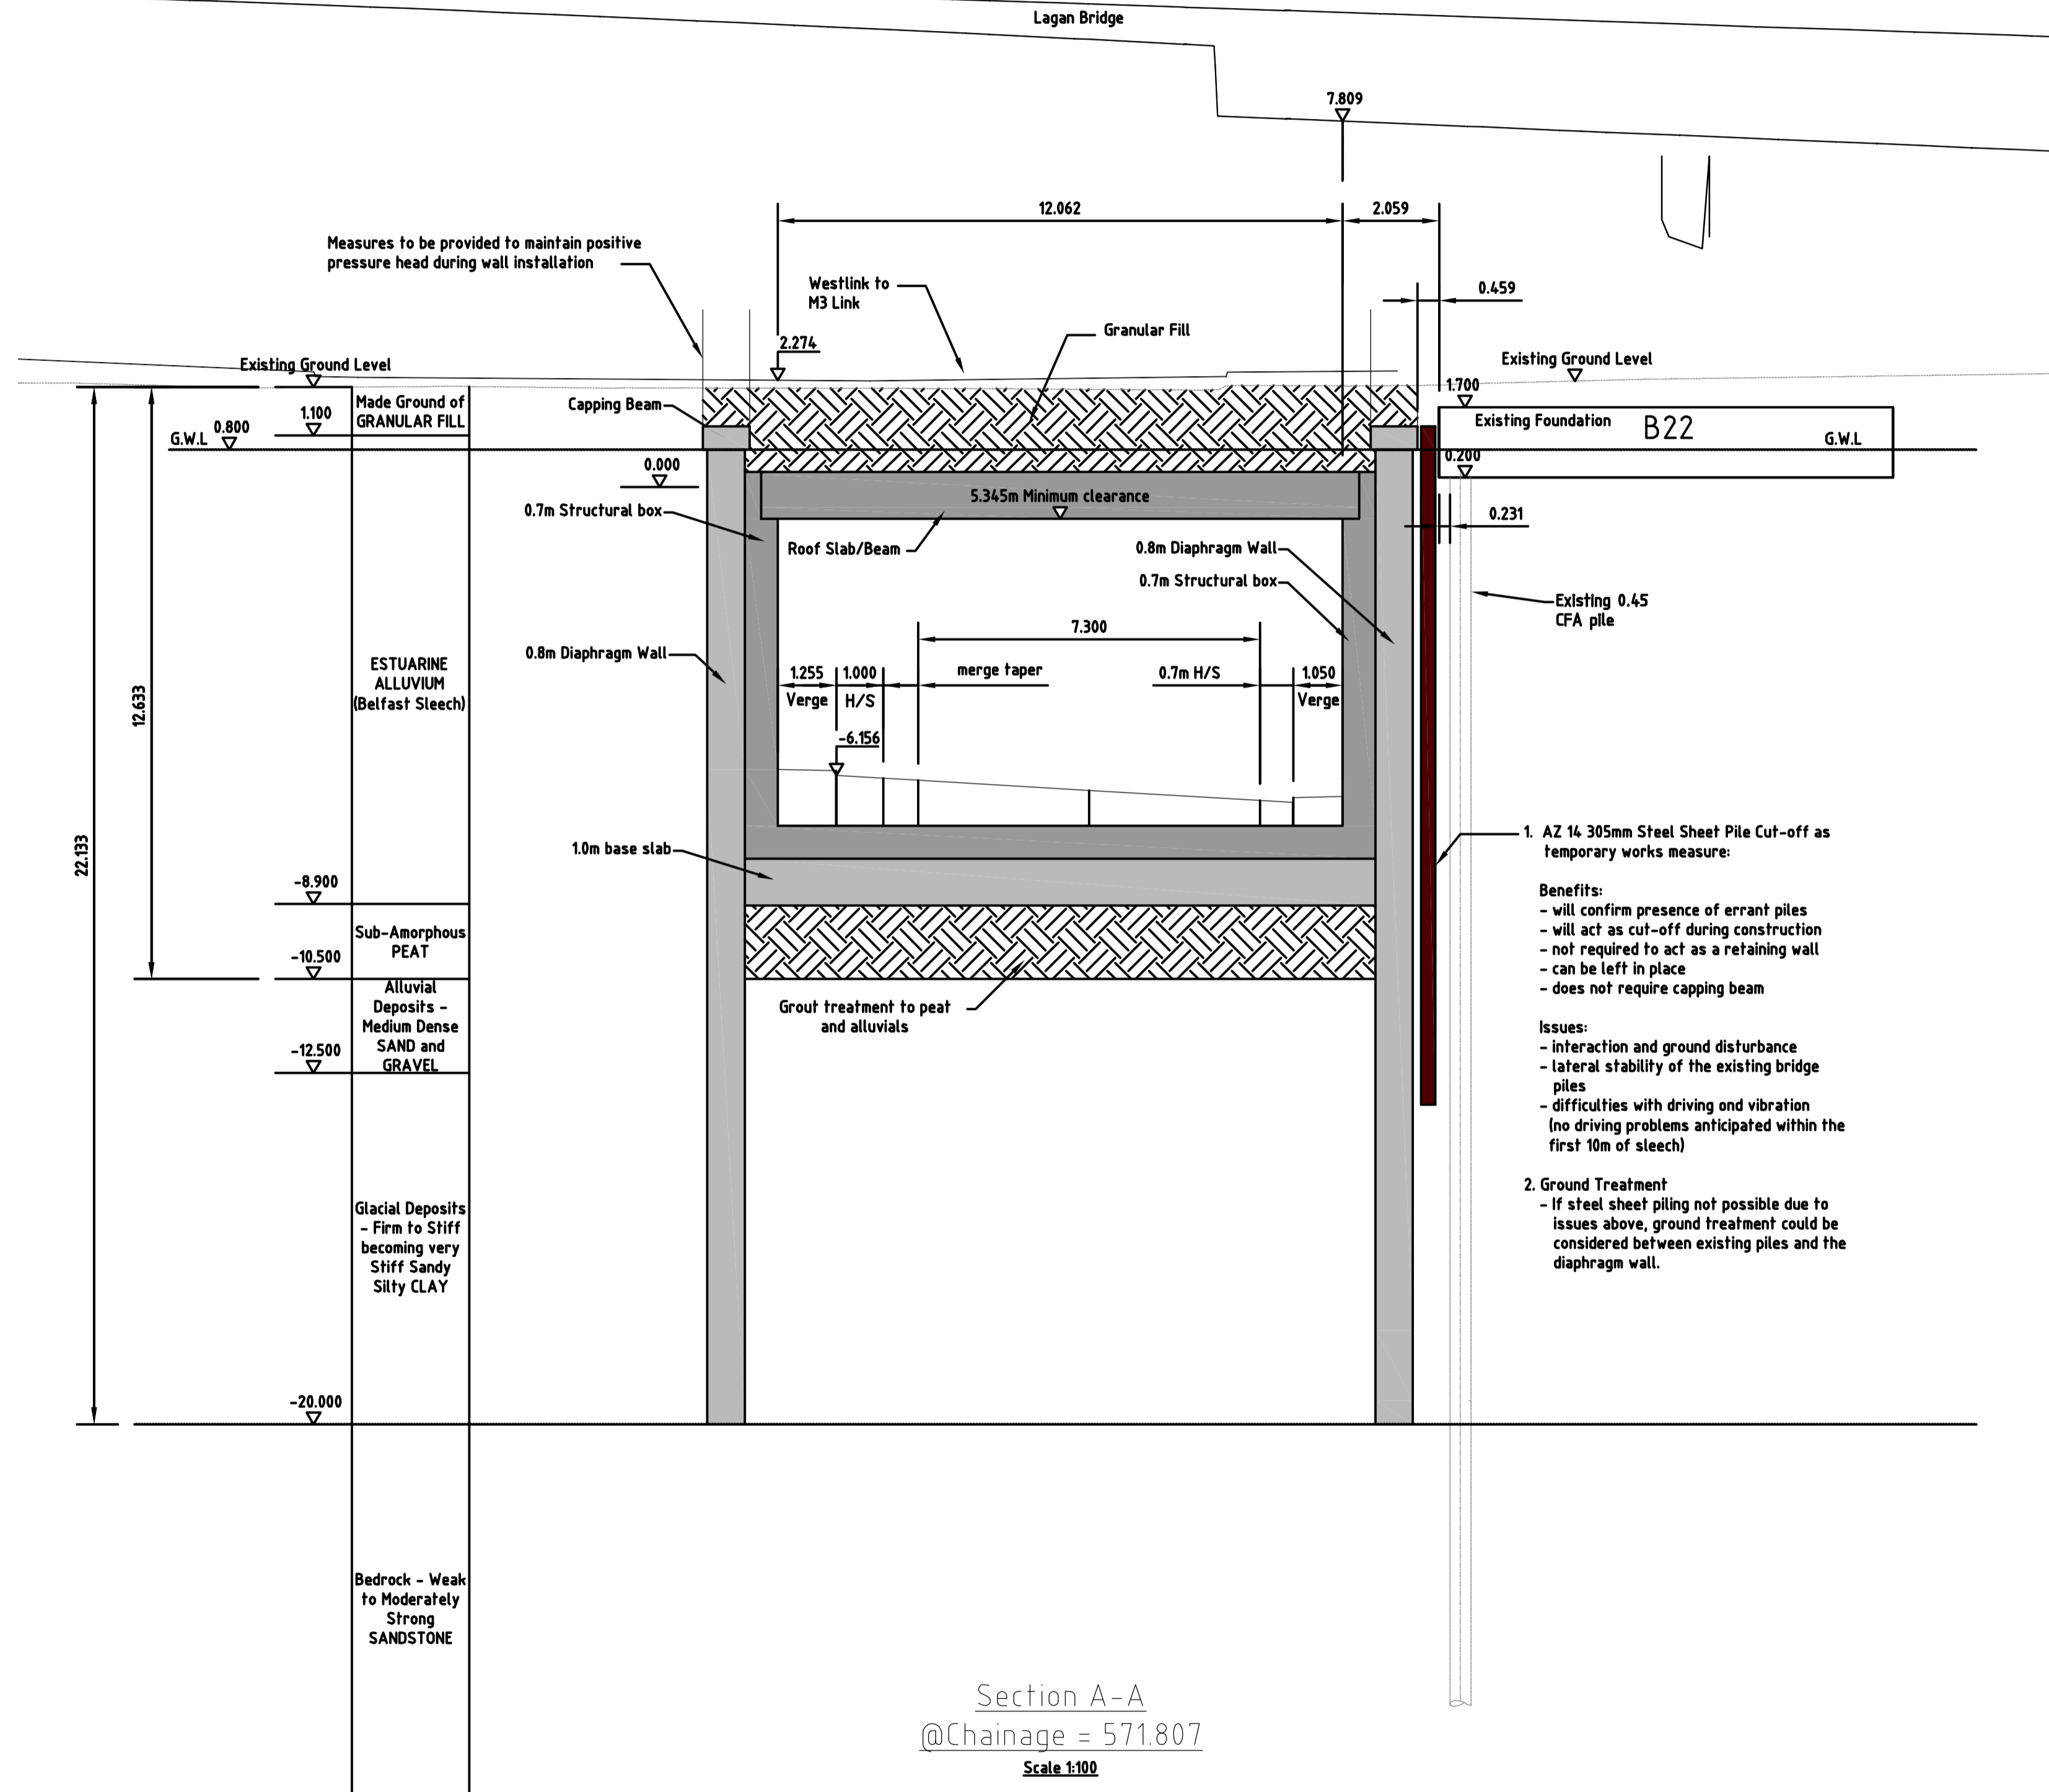 Lagan Bridge
7.809
12.062
2.059
Measures to be provided to maintain positive
pressure head during wall installation
Westlink to
M3 Link
0.459
Granular Fill
2.274
Existing Ground Level
Existing Ground Level
1.700
Made Ground of
GRANULAR FILL
1.100
Capping Beam
Existing Foundation
B22
G.W.L
0.800
G.W.L
0.200
0.000
5.345m Minimum clearance
0.7m Structural box
0.231
Roof Slab/Beam
0.8m Diaphragm Wall
0.7m Structural box
Existing 0.45
CFA pile
7.300
0.8m Diaphragm Wall
ESTUARINE
ALLUVIUM
(Belfast Sleech)
1.255
Verge
1.000
H/S
merge taper
0.7m H/S
1.050
Verge
12.633
-6.156
22.133
1.0m base slab
-8.900
Sub-Amorphous
PEAT
-10.500
Alluvial
Deposits -
Medium Dense
SAND and
GRAVEL
-12.500
Grout treatment to peat
and alluvials
1. AZ 14 305mm Steel Sheet Pile Cut-off as
temporary works measure:
Benefits:
- will confirm presence of errant piles
- will act as cut-off during construction
- not required to act as a retaining wall
- can be left in place
- does not require capping beam
Issues:
- interaction and ground disturbance
- lateral stability of the existing bridge
piles
- difficulties with driving ond vibration
(no driving problems anticipated within the
first 10m of sleech)
2. Ground Treatment
- If steel sheet piling not possible due to
issues above, ground treatment could be
considered between existing piles and the
diaphragm wall.
Glacial Deposits
- Firm to Stiff
becoming very
Stiff Sandy
Silty CLAY
-20.000
Bedrock - Weak
to Moderately
Strong
SANDSTONE
Section A-A
@Chainage = 571.807
Scale 1:100